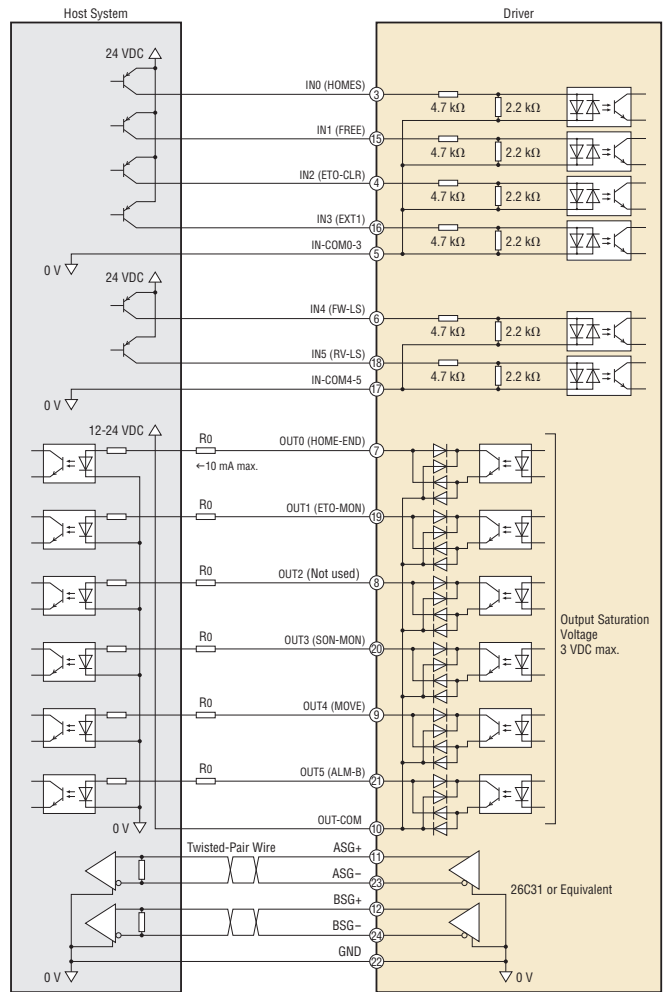 Host System
Driver
24 VDC
IN0 (HOMES)
3
4.7 kΩ
2.2 kΩ
IN1 (FREE)
15
4.7 kΩ
2.2 kΩ
IN2 (ETO-CLR)
4
4.7 kΩ
2.2 kΩ
IN3 (EXT1)
16
4.7 kΩ
2.2 kΩ
IN-COM0-3
5
0 V
24 VDC
IN4 (FW-LS)
6
4.7 kΩ
2.2 kΩ
IN5 (RV-LS)
18
4.7 kΩ
2.2 kΩ
IN-COM4-5
17
0 V
12-24 VDC
R0
OUT0 (HOME-END)
7
←10 mA max.
R0
OUT1 (ETO-MON)
19
R0
OUT2 (Not used)
8
R0
OUT3 (SON-MON)
20
Output Saturation
Voltage
3 VDC max.
R0
OUT4 (MOVE)
9
R0
OUT5 (ALM-B)
21
0 V
OUT-COM
10
Twisted-Pair Wire
ASG+
11
ASG−
23
26C31 or Equivalent
BSG+
12
BSG−
24
GND
22
0 V
0 V